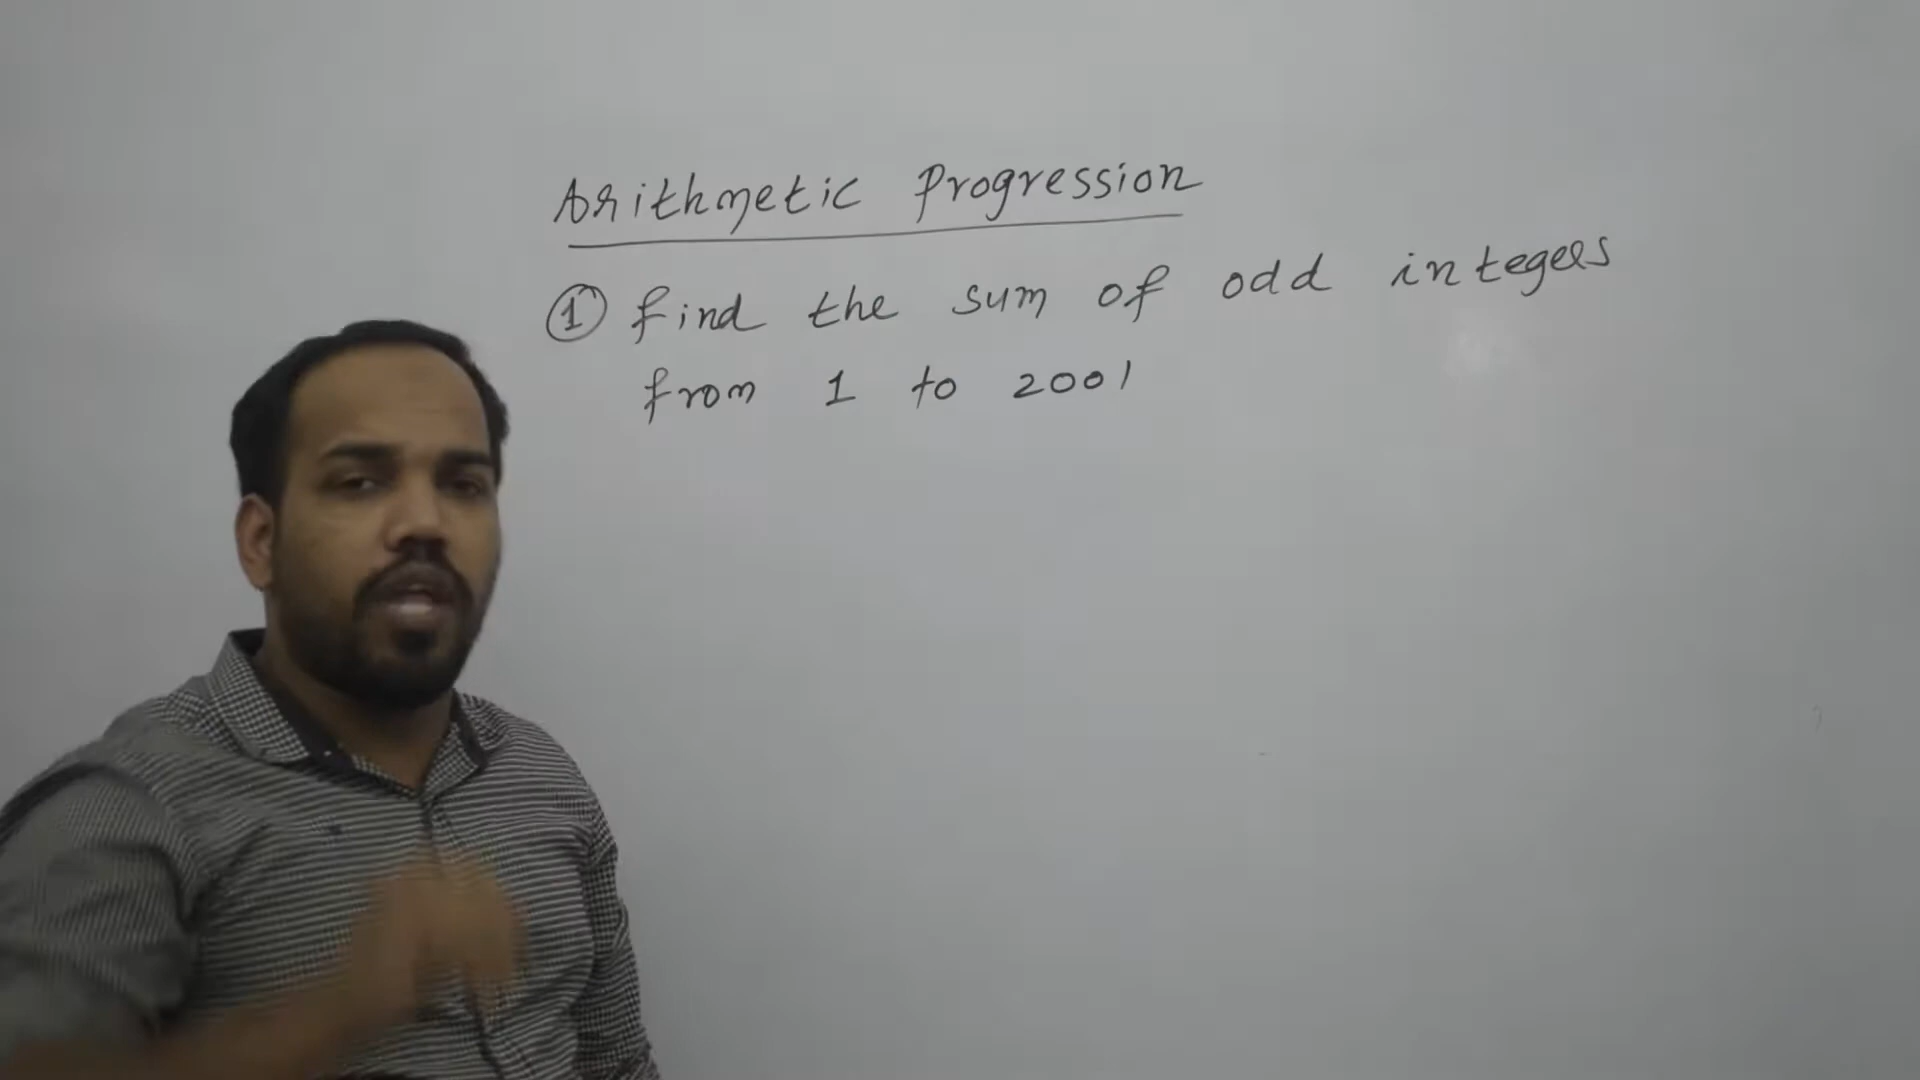 Arithmetic Progression
① find the sum of odd integers
from 1 to 2001